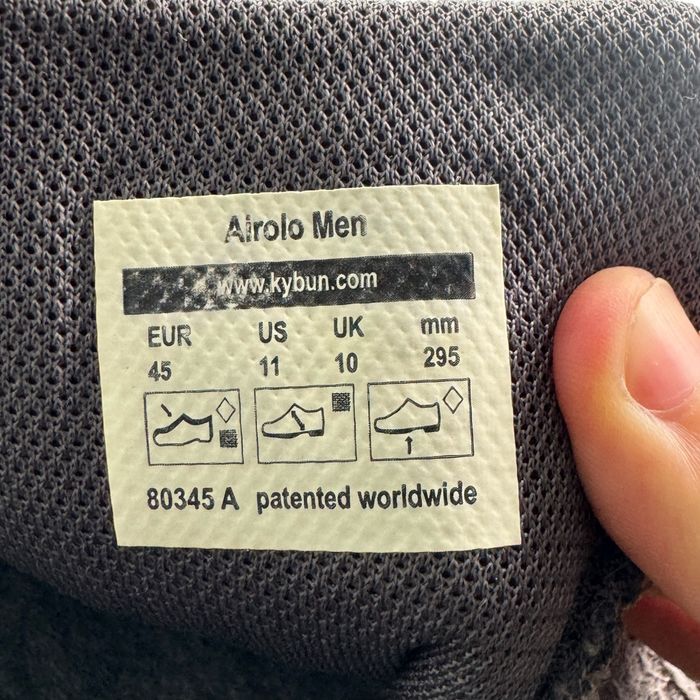 Airolo Men
www.kybun.com
EUR US UK mm
45 11 10 295
80345 A patented worldwide